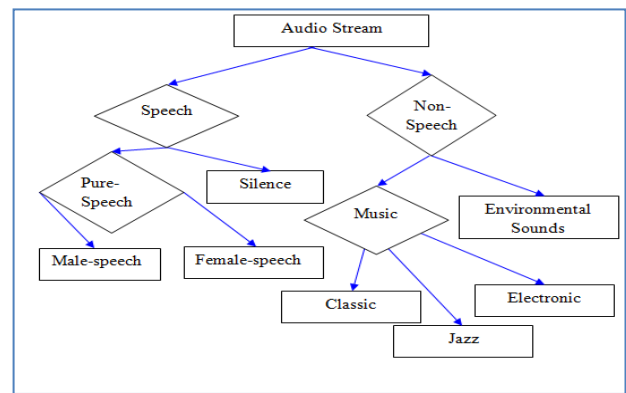 Audio Stream
Speech
Non-
Speech
Pure-
Speech
Silence
Music
Environmental
Sounds
Male-speech
Female-speech
Classic
Electronic
Jazz